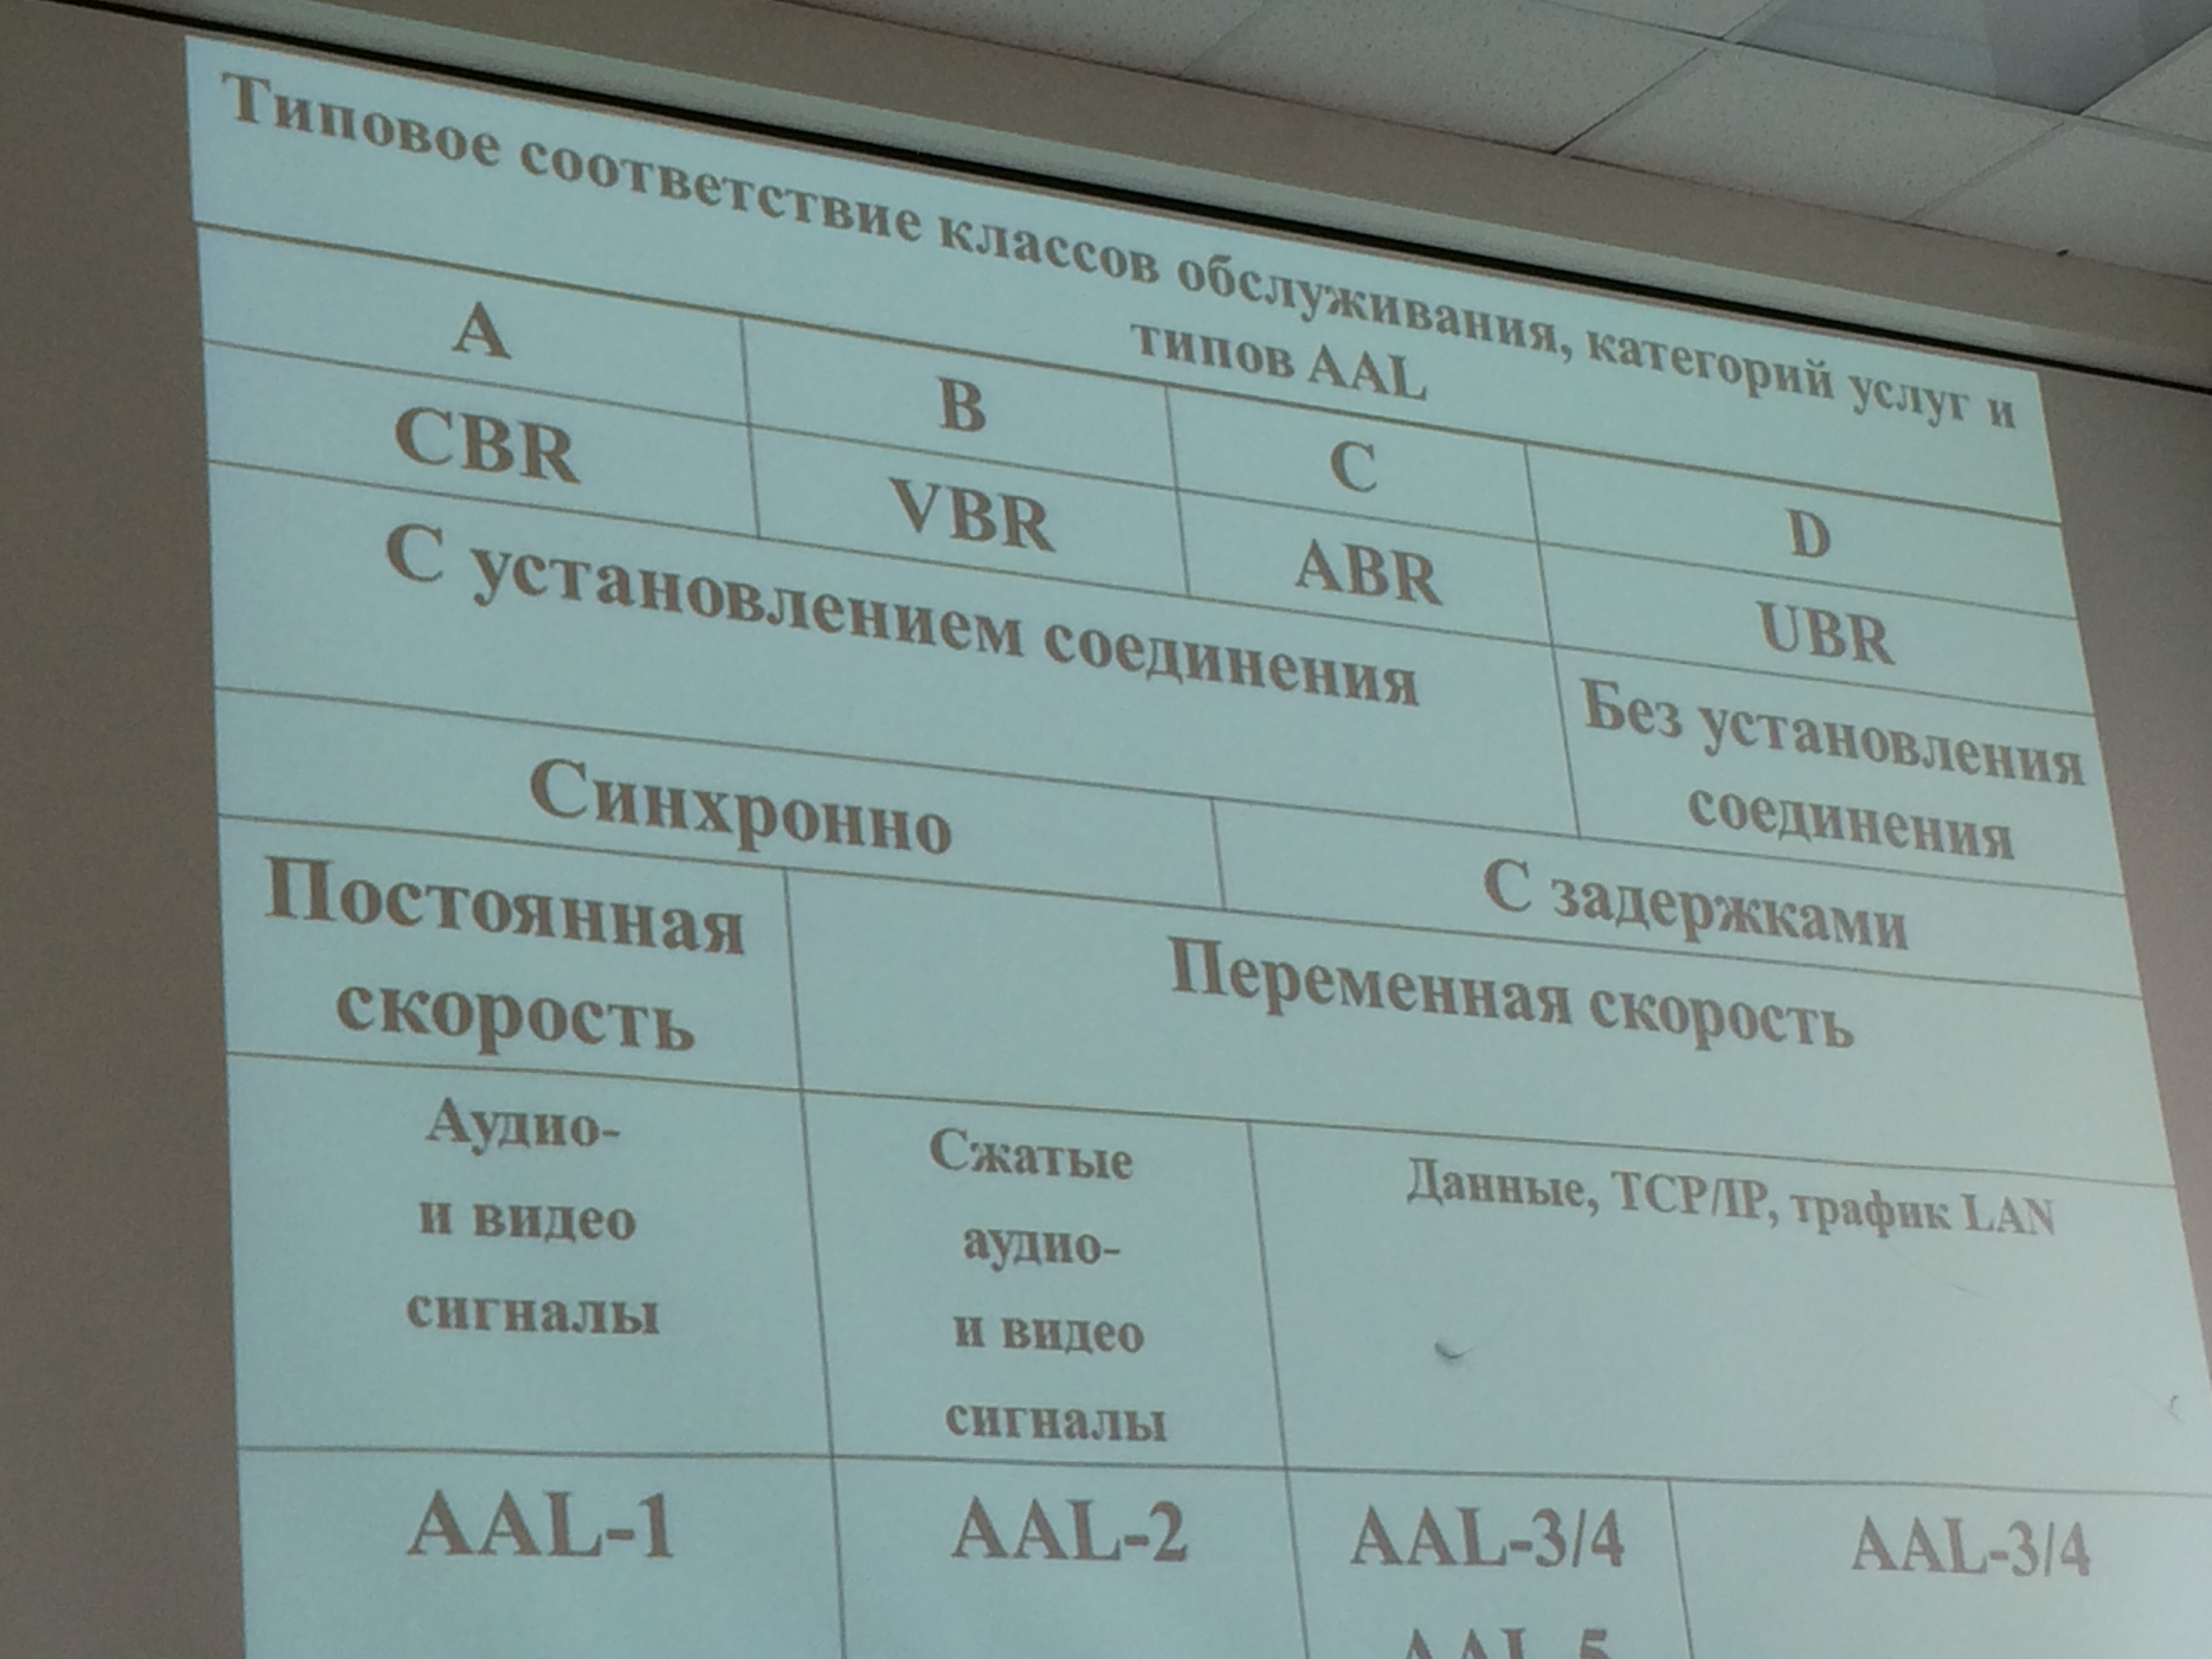 Типовое соответствие классов обслуживания, категорий услуг и
типов AAL
A
B
C
D
CBR
VBR
ABR
UBR
С установлением соединения
Без установления
соединения
Синхронно
С задержками
Постоянная
скорость
Переменная скорость
Аудио-
и видео
сигналы
Сжатые
аудио-
и видео
сигналы
Данные, TCP/IP, трафик LAN
AAL-1
AAL-2
AAL-3/4
AAL-5
AAL-3/4